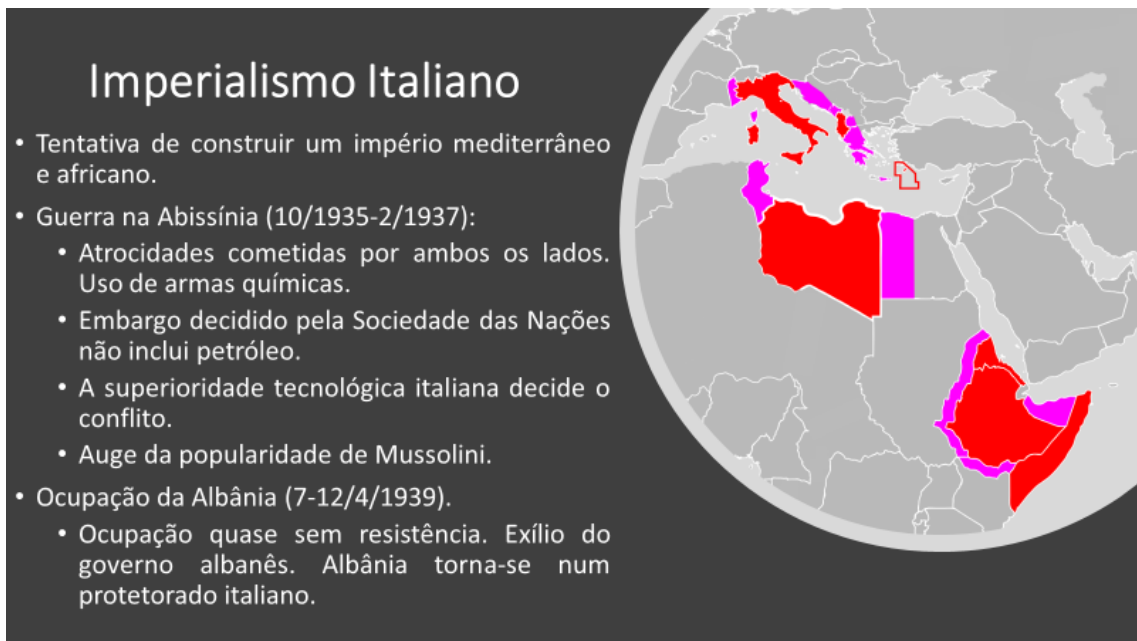 Imperialismo Italiano
• Tentativa de construir um império mediterrâneo
e africano.
• Guerra na Abissínia (10/1935-2/1937):
• Atrocidades cometidas por ambos os lados.
Uso de armas químicas.
• Embargo decidido pela Sociedade das Nações
não inclui petróleo.
• A superioridade tecnológica italiana decide o
conflito.
• Auge da popularidade de Mussolini.
• Ocupação da Albânia (7-12/4/1939).
• Ocupação quase sem resistência. Exílio do
governo albanês. Albânia torna-se num
protetorado italiano.